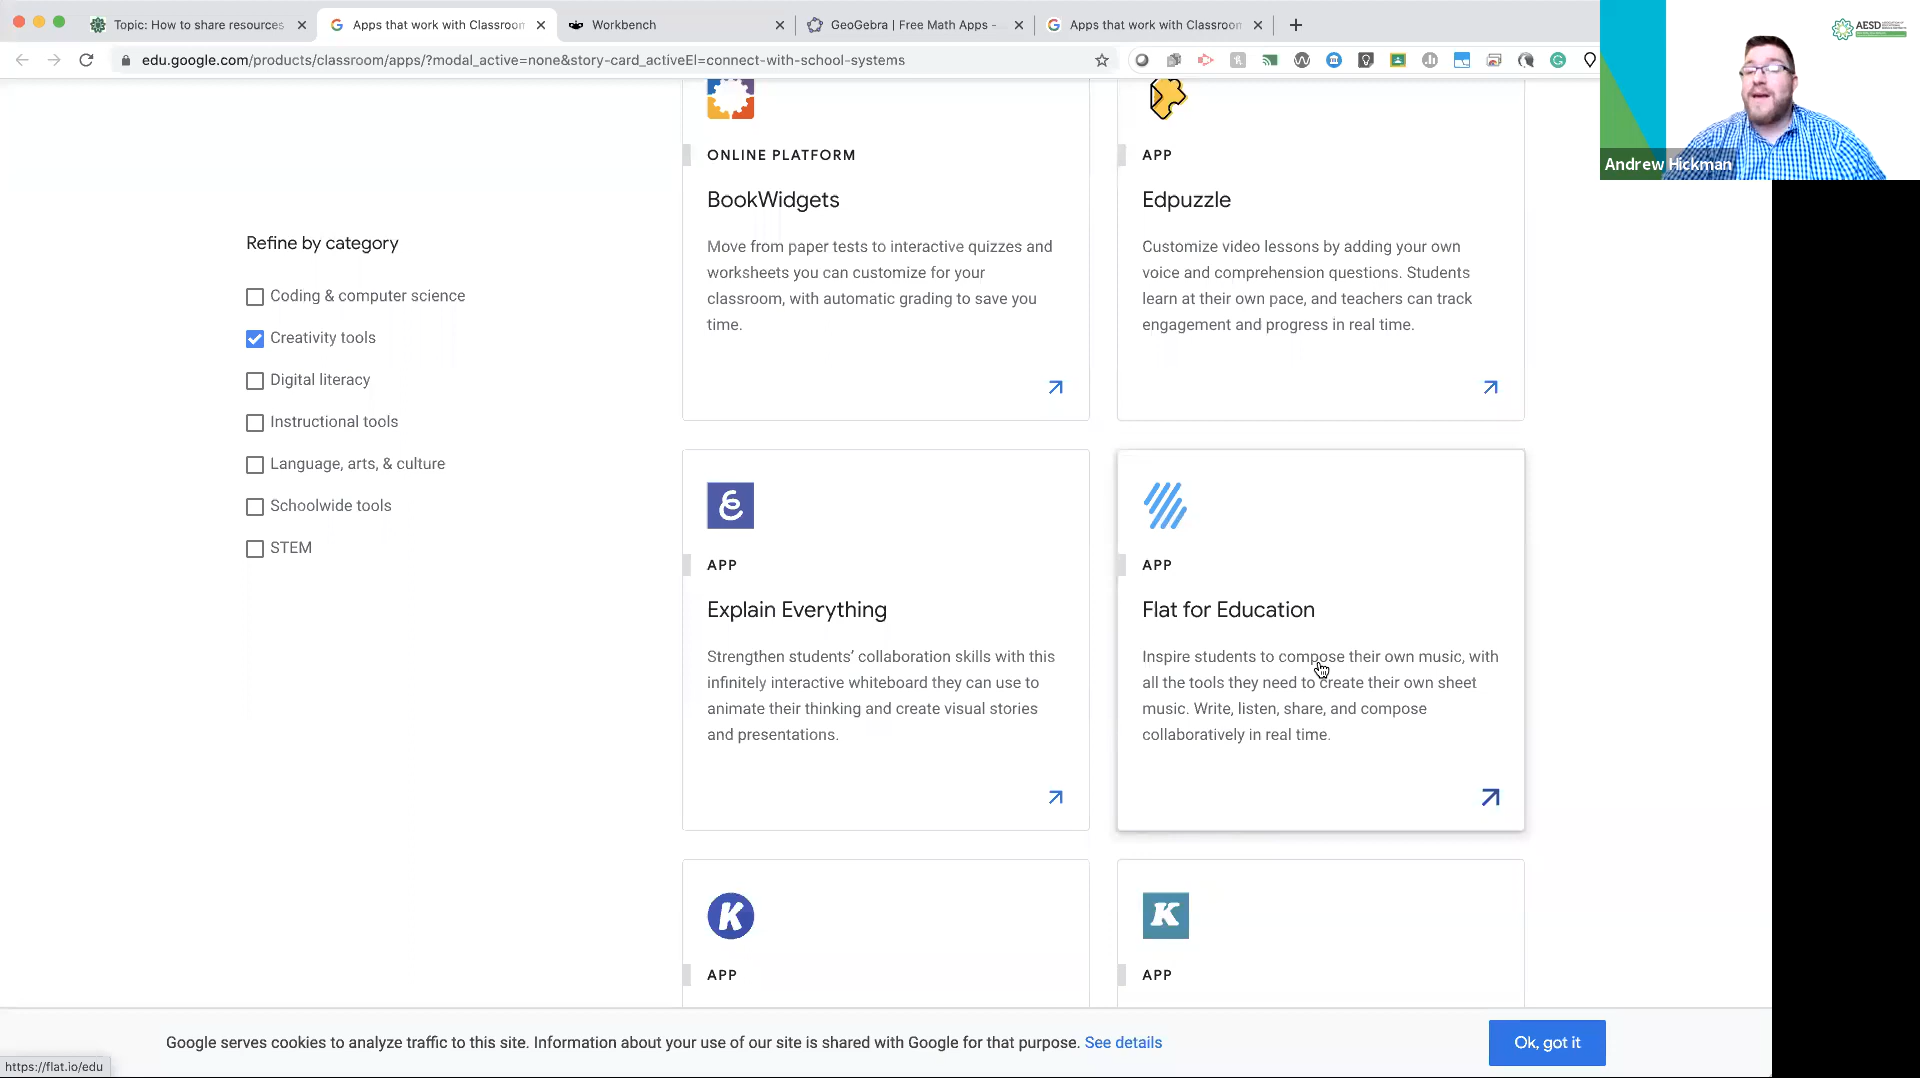 Topic: How to share resources
Apps that work with Classroom
Workbench
GeoGebra | Free Math Apps -
Apps that work with Classroom
edu.google.com/products/classroom/apps/?modal_active=none&story-card_activeEl=connect-with-school-systems
AESD
Andrew Hickman
Refine by category
Coding & computer science
Creativity tools
Digital literacy
Instructional tools
Language, arts, & culture
Schoolwide tools
STEM
ONLINE PLATFORM
BookWidgets
Move from paper tests to interactive quizzes and
worksheets you can customize for your
classroom, with automatic grading to save you
time.
APP
Edpuzzle
Customize video lessons by adding your own
voice and comprehension questions. Students
learn at their own pace, and teachers can track
engagement and progress in real time.
APP
Explain Everything
Strengthen students’ collaboration skills with this
infinitely interactive whiteboard they can use to
animate their thinking and create visual stories
and presentations.
APP
Flat for Education
Inspire students to compose their own music, with
all the tools they need to create their own sheet
music. Write, listen, share, and compose
collaboratively in real time.
K
APP
K
APP
Google serves cookies to analyze traffic to this site. Information about your use of our site is shared with Google for that purpose. See details
Ok, got it
https://flat.io/edu